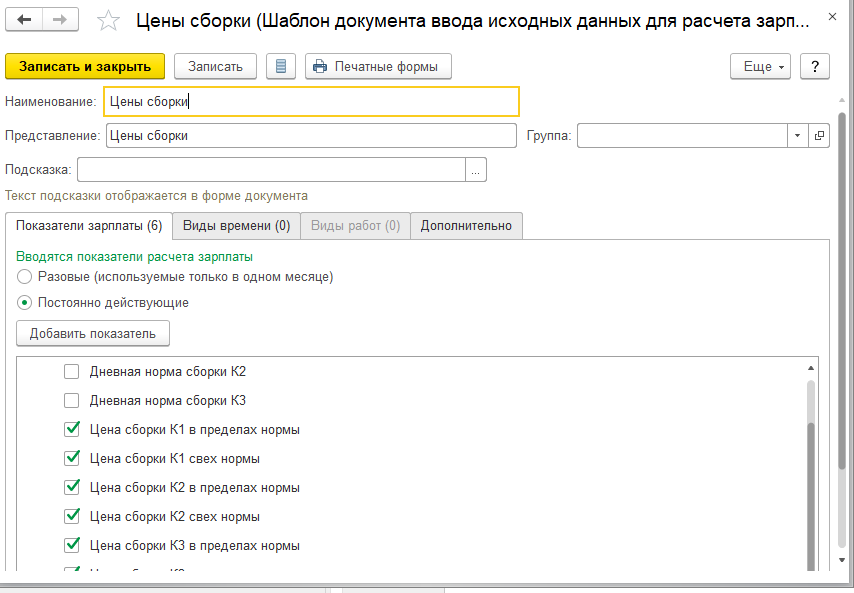 Цены сборки (Шаблон документа ввода исходных данных для расчета зарп...
Записать и закрыть Записать Печатные формы Еще ?
Наименование: Цены сборки
Представление: Цены сборки Группа:
Подсказка: ...
Текст подсказки отображается в форме документа
Показатели зарплаты (6) Виды времени (0) Виды работ (0) Дополнительно
Вводятся показатели расчета зарплаты
Разовые (используемые только в одном месяце)
Постоянно действующие
Добавить показатель
Дневная норма сборки К2
Дневная норма сборки К3
Цена сборки К1 в пределах нормы
Цена сборки К1 свех нормы
Цена сборки К2 в пределах нормы
Цена сборки К2 свех нормы
Цена сборки К3 в пределах нормы